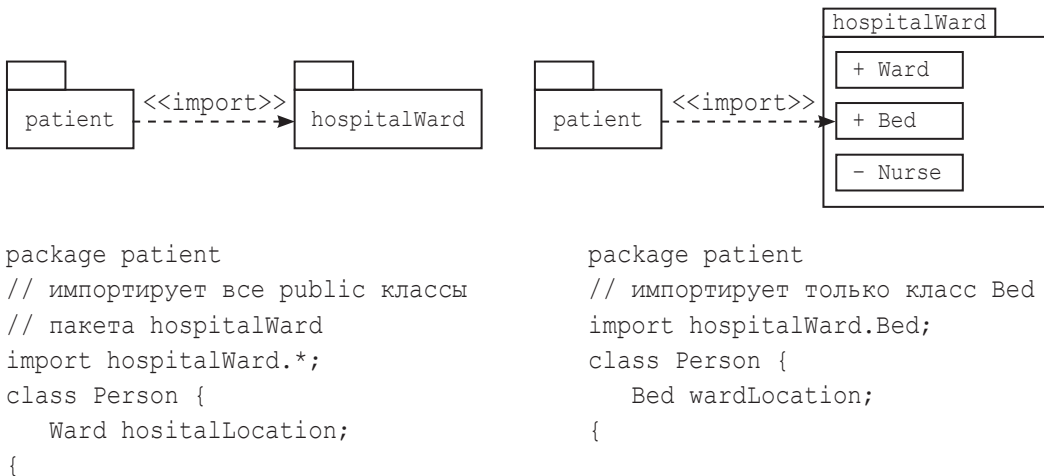 patient
<<import>>
hospitalWard
patient
<<import>>
hospitalWard
+ Ward
+ Bed
- Nurse
package patient
// импортирует все public классы
// пакета hospitalWard
import hospitalWard.*;
class Person {
Ward hositalLocation;
{
package patient
// импортирует только класс Bed
import hospitalWard.Bed;
class Person {
Bed wardLocation;
{